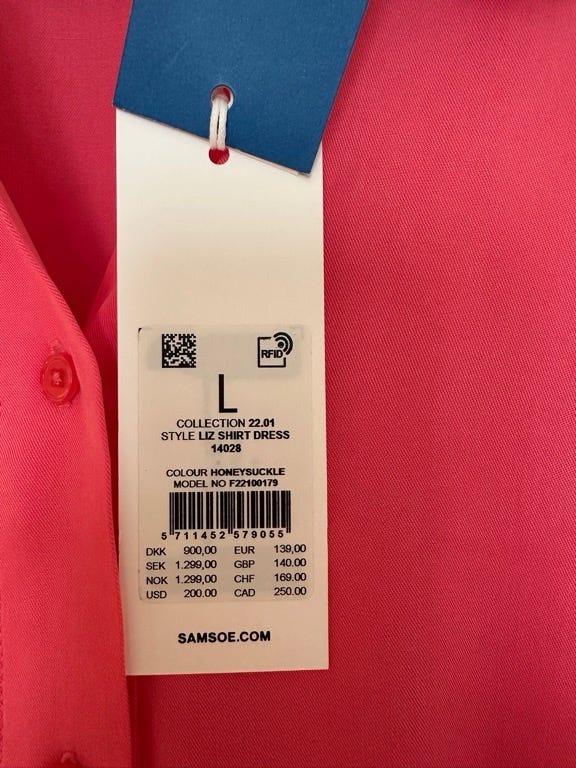 RFID
L
COLLECTION 22.01
STYLE LIZ SHIRT DRESS
14028
COLOUR HONEYSUCKLE
MODEL NO F22100179
5 711452 579055
DKK 900,00 EUR 139,00
SEK 1.299,00 GBP 140.00
NOK 1.299,00 CHF 169.00
USD 200.00 CAD 250.00
SAMSOE.COM